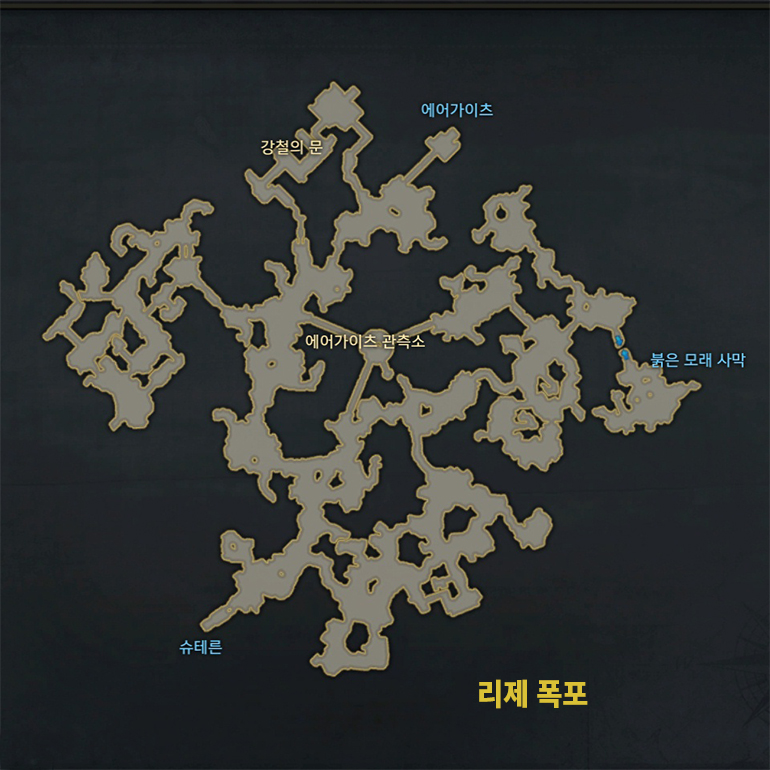 에어가이츠
강철의 문
에어가이츠 관측소
붉은 모래 사막
슈테른
리제 폭포